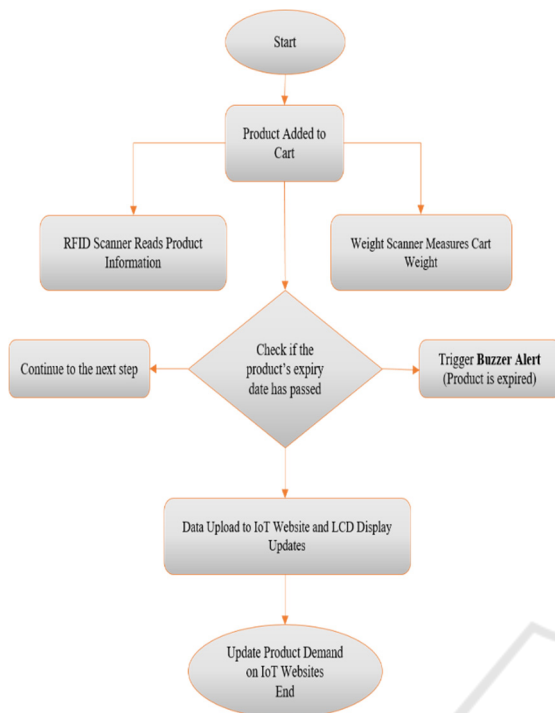 Start
Product Added to
Cart
RFID Scanner Reads Product
Information
Weight Scanner Measures Cart
Weight
Continue to the next step
Check if the
product's expiry
date has passed
Trigger Buzzer Alert
(Product is expired)
Data Upload to IoT Website and LCD Display
Updates
Update Product Demand
on IoT Websites
End